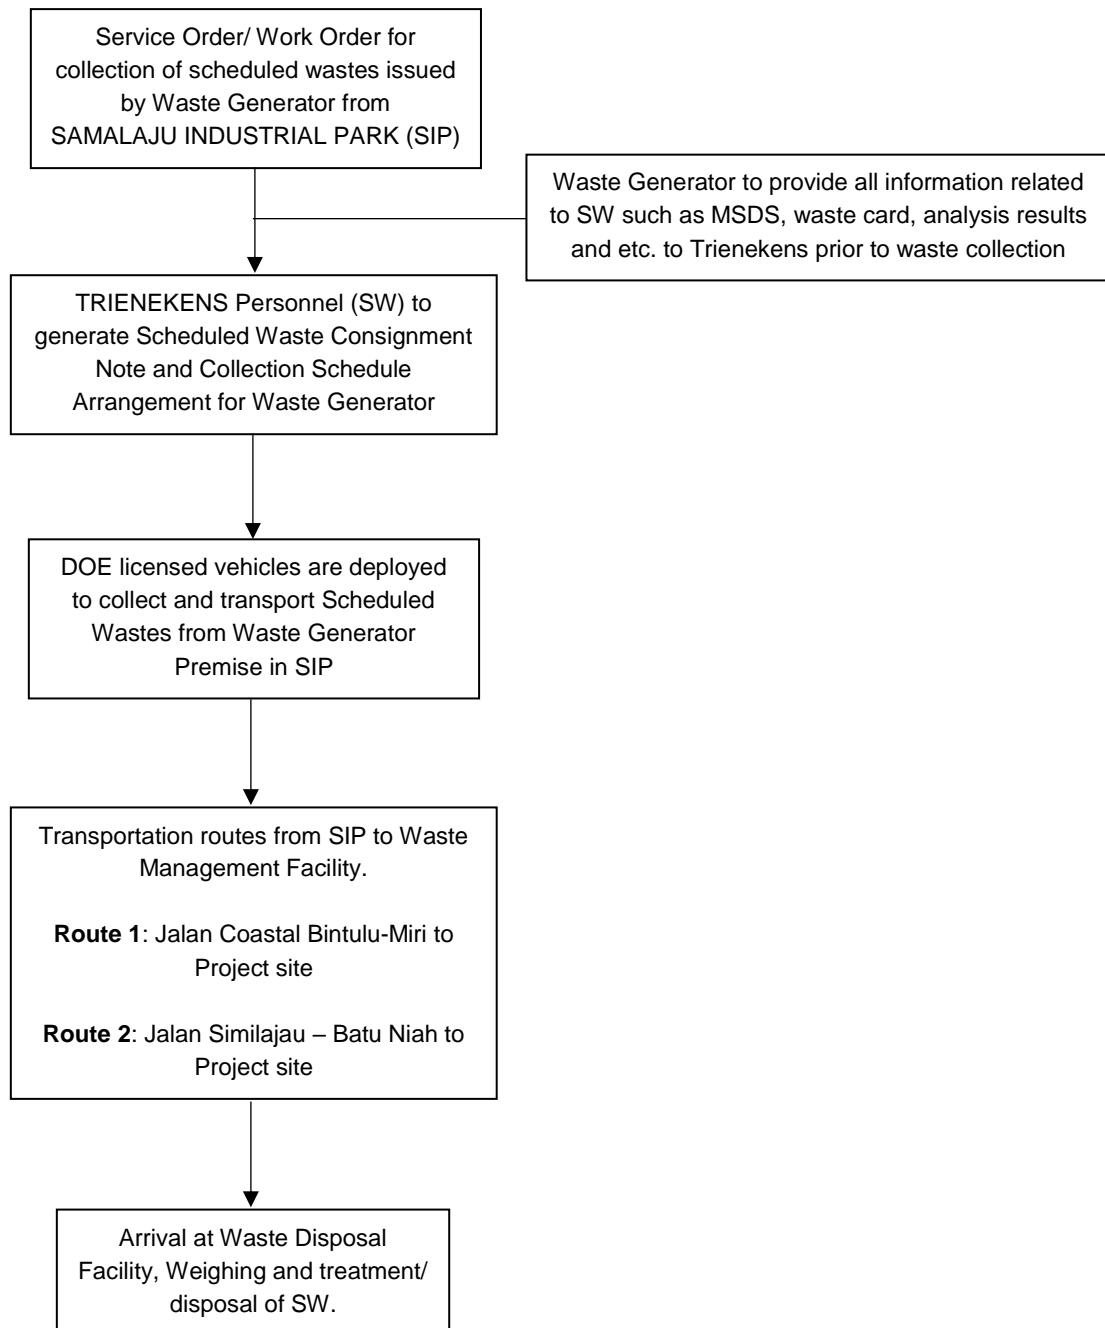 Service Order/ Work Order for
collection of scheduled wastes issued
by Waste Generator from
SAMALAJU INDUSTRIAL PARK (SIP)
Waste Generator to provide all information related
to SW such as MSDS, waste card, analysis results
and etc. to Trienekens prior to waste collection
TRIENEKENS Personnel (SW) to
generate Scheduled Waste Consignment
Note and Collection Schedule
Arrangement for Waste Generator
DOE licensed vehicles are deployed
to collect and transport Scheduled
Wastes from Waste Generator
Premise in SIP
Transportation routes from SIP to Waste
Management Facility.
Route 1: Jalan Coastal Bintulu-Miri to
Project site
Route 2: Jalan Similajau – Batu Niah to
Project site
Arrival at Waste Disposal
Facility, Weighing and treatment/
disposal of SW.